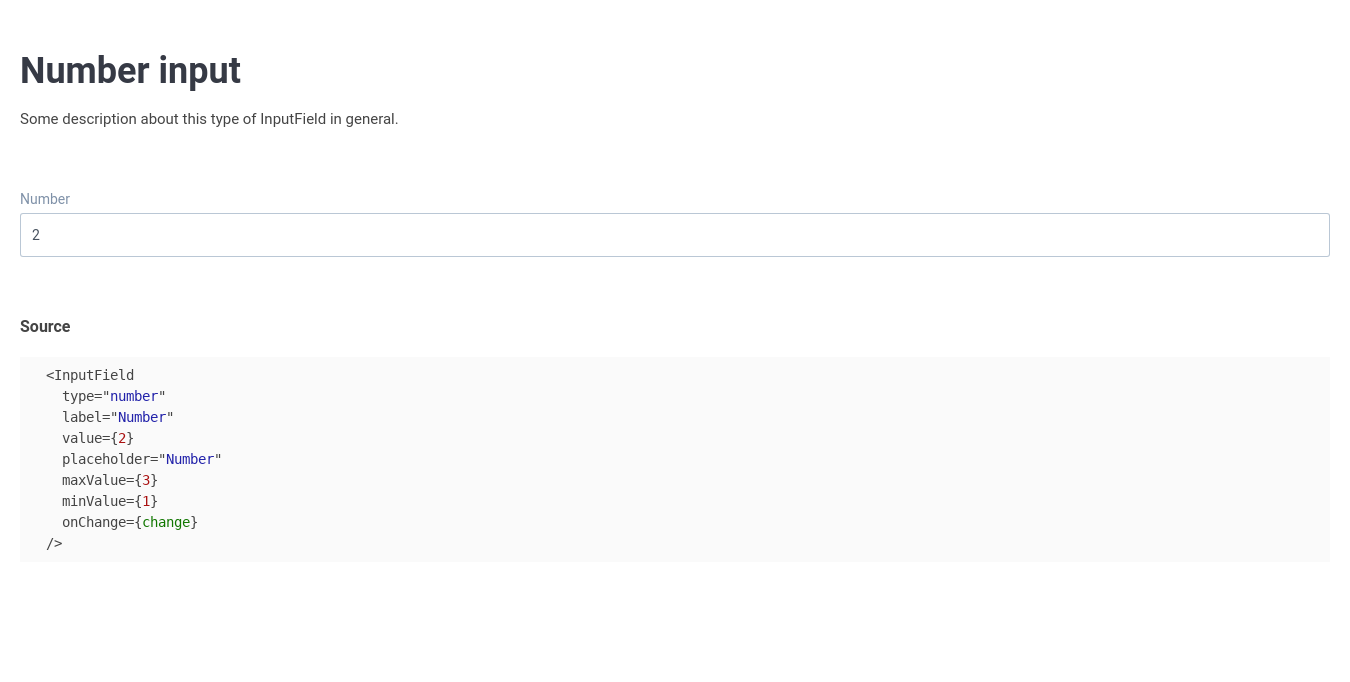 Number input
Some description about this type of InputField in general.
Number
2
Source
<InputField
type="number"
label="Number"
value={2}
placeholder="Number"
maxValue={3}
minValue={1}
onChange={change}
/>